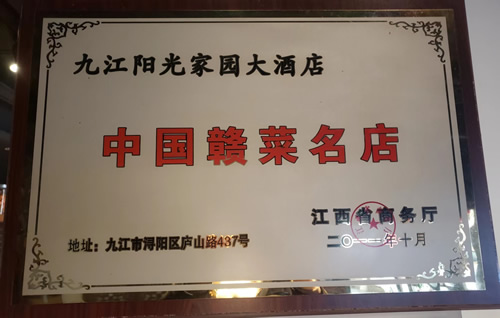 九江阳光家园大酒店
中国赣菜名店
江西省商务厅
地址：九江市浔阳区庐山路437号
二〇一一年十月